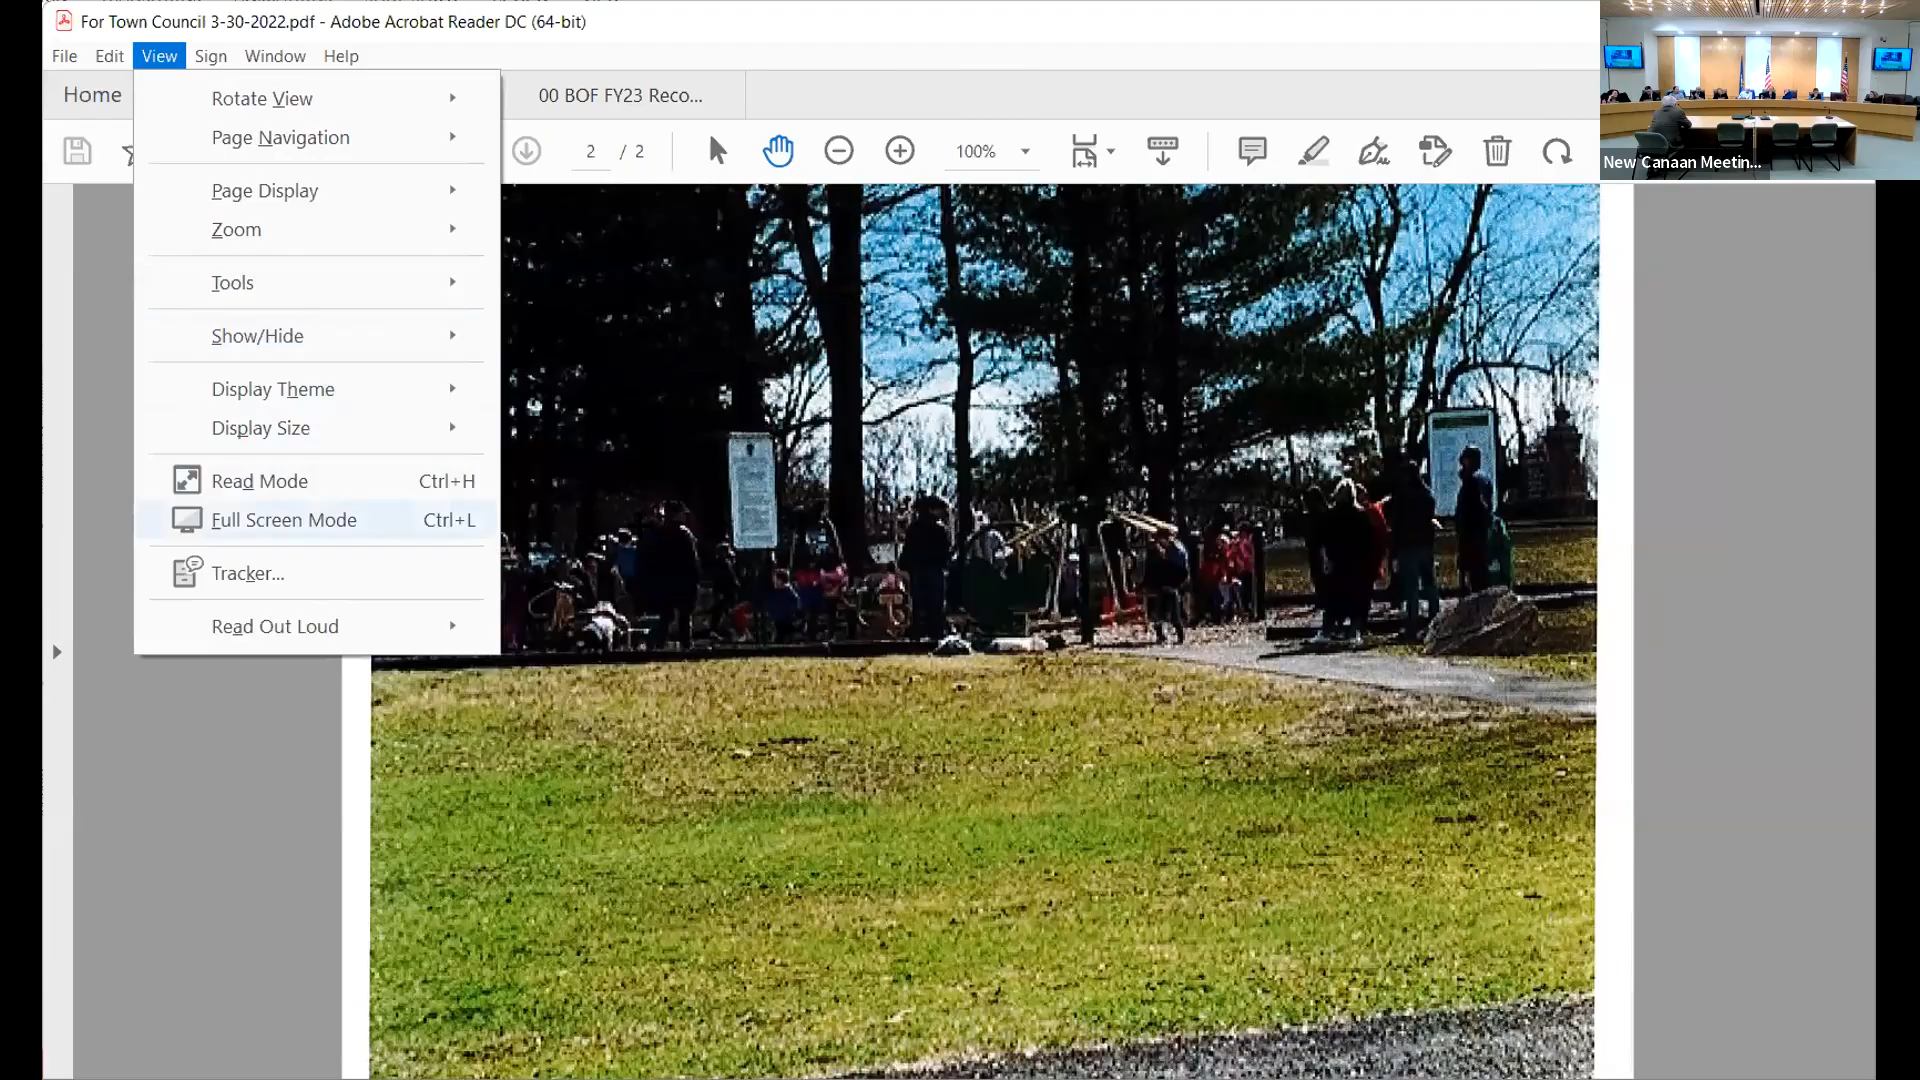 For Town Council 3-30-2022.pdf - Adobe Acrobat Reader DC (64-bit)
File Edit View Sign Window Help
Home
00 BOF FY23 Reco...
2 / 2
100%
Rotate View
Page Navigation
Page Display
Zoom
Tools
Show/Hide
Display Theme
Display Size
Read Mode Ctrl+H
Full Screen Mode Ctrl+L
Tracker...
Read Out Loud
New Canaan Meetin...